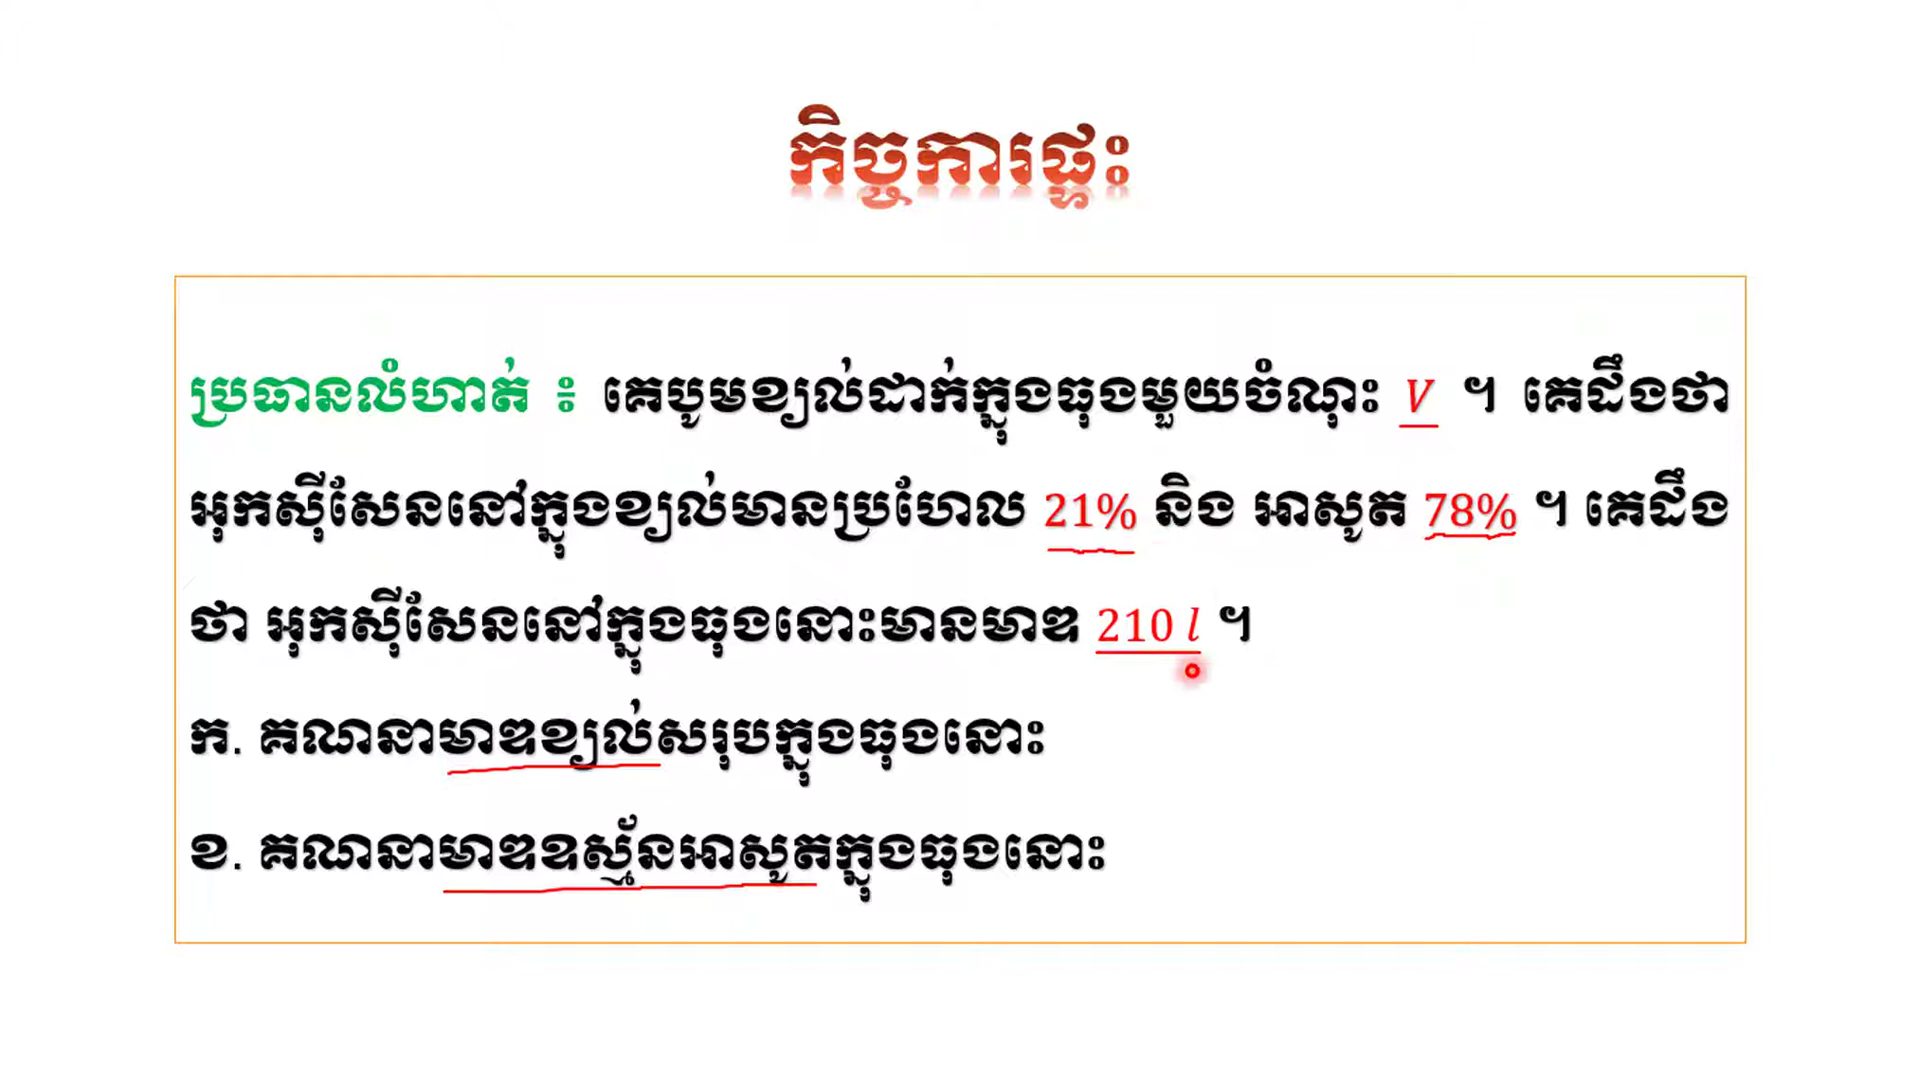 កិច្ចការផ្ទះ
ប្រធានលំហាត់ ៖ គេបូមខ្យល់ដាក់ក្នុងធុងមួយចំណុះ V ។ គេដឹងថា
អុកស៊ីសែននៅក្នុងខ្យល់មានប្រហែល 21% និង អាសូត 78% ។ គេដឹង
ថា អុកស៊ីសែននៅក្នុងធុងនោះមានមាឌ 210 l ។
ក. គណនាមាឌខ្យល់សរុបក្នុងធុងនោះ
ខ. គណនាមាឌឧស្ម័នអាសូតក្នុងធុងនោះ